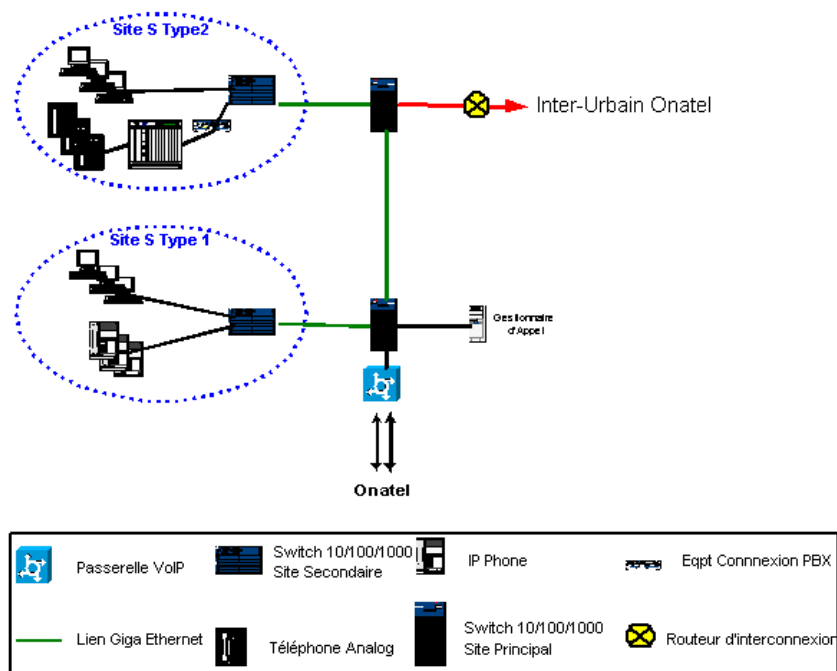 Site S Type2
Inter-Urbain Onatel
Site S Type 1
Gestionnaire
d'Appel
Onatel
Passerelle VoIP
Switch 10/100/1000
Site Secondaire
IP Phone
Eqpt Connnexion PBX
Lien Giga Ethernet
Téléphone Analog
Switch 10/100/1000
Site Principal
Routeur d'interconnexion